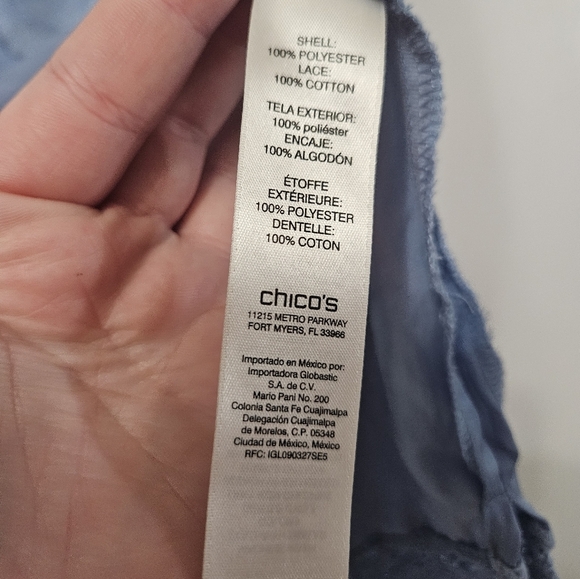 SHELL:
100% POLYESTER
LACE:
100% COTTON
TELA EXTERIOR:
100% poliéster
ENCAJE:
100% ALGODÓN
ÉTOFFE
EXTÉRIEURE:
100% POLYESTER
DENTELLE:
100% COTON
chico's
11215 METRO PARKWAY
FORT MYERS, FL 33966
Importado en México por:
Importadora Globastic
S.A. de C.V.
Mario Pani No. 200
Colonia Santa Fe Cuajimalpa
Delegación Cuajimalpa
de Morelos, C.P. 05348
Ciudad de México, México
RFC: IGL090327SE5